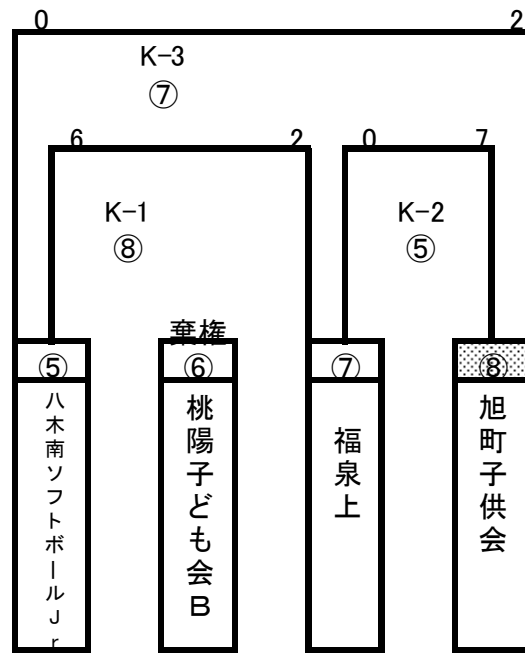 0 2
K-3
⑦
6 2 0 7
K-1 K-2
⑧ ⑤
棄権
⑤ ⑥ ⑦ ⑧
八木南ソフトボールJr
桃陽子ども会B
福泉上
旭町子供会